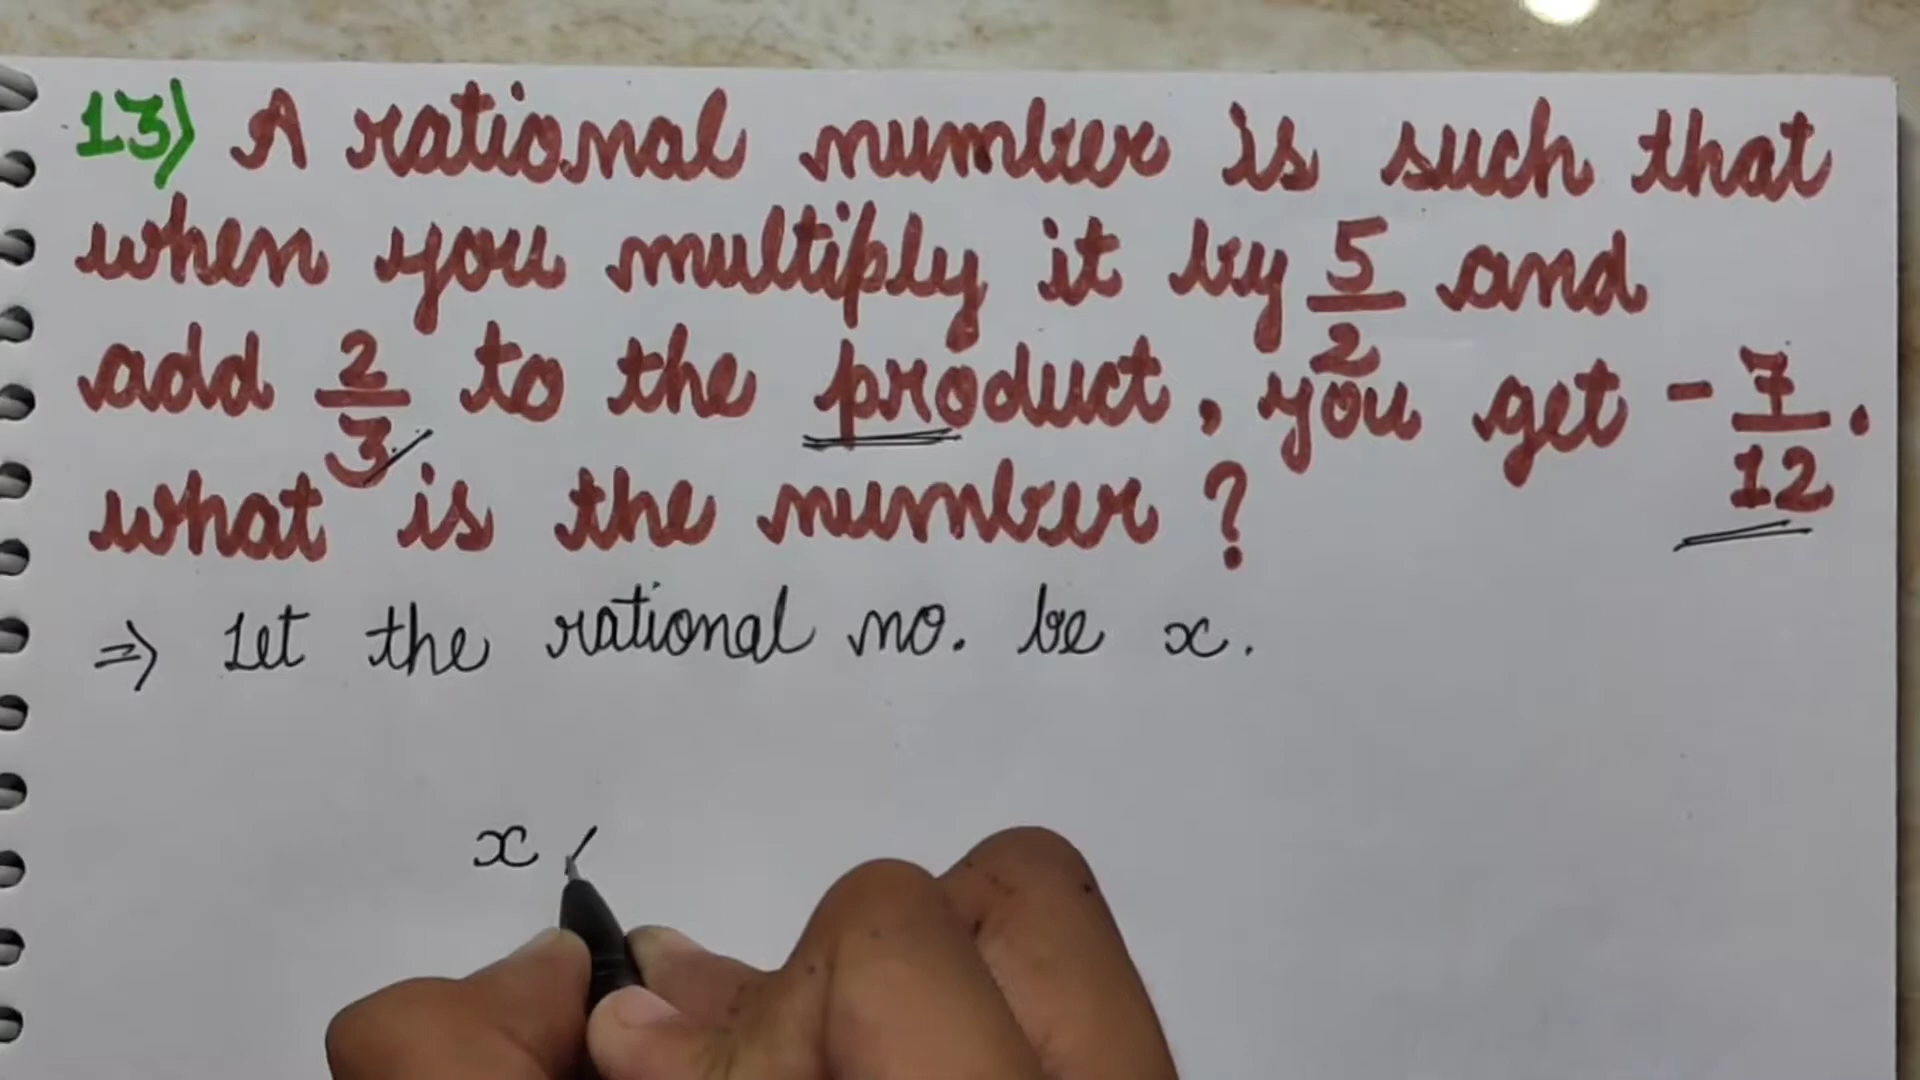 13) A rational number is such that
when you multiply it by 5/2 and
add 2/3 to the product, you get - 7/12.
what is the number?
⇒ Let the rational no. be x.
x